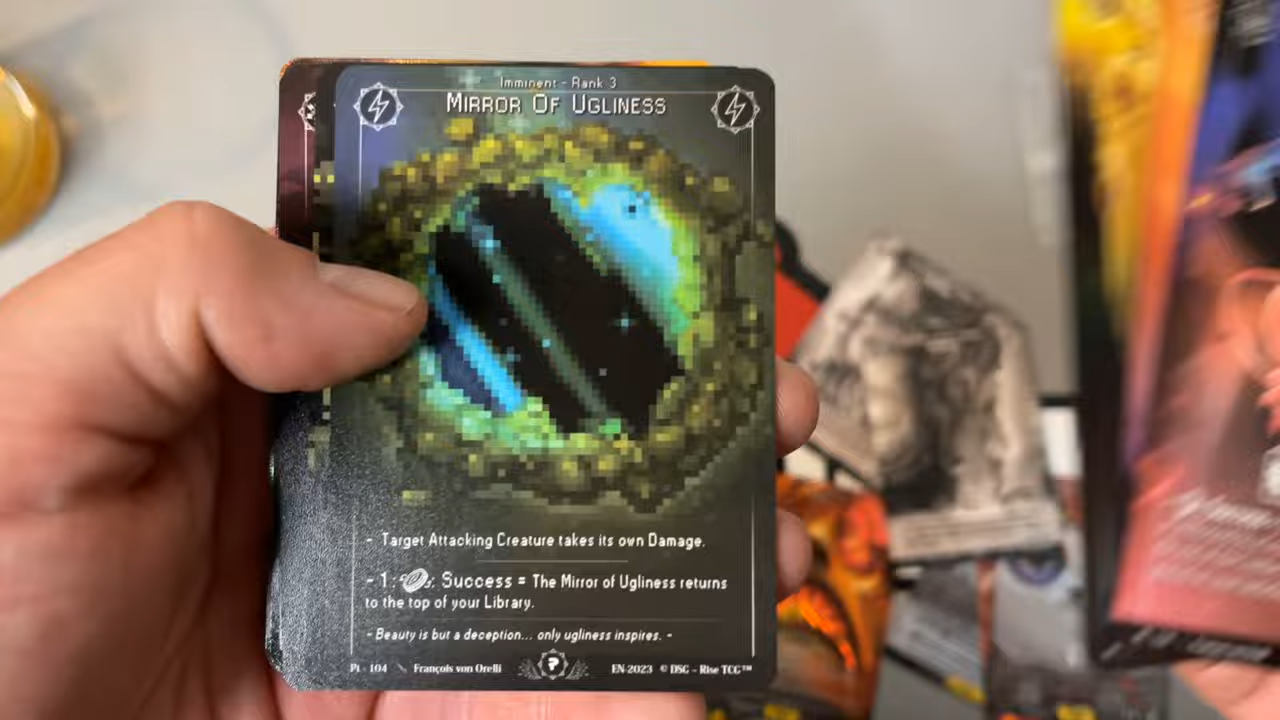 Imminent - Rank 3
Mirror Of Ugliness
- Target Attacking Creature takes its own Damage.
- 1: : Success = The Mirror of Ugliness returns
to the top of your Library.
- Beauty is but a deception... only ugliness inspires. -
P1 - 104 François von Orelli EN-2023 © DSG - Rise TCG™